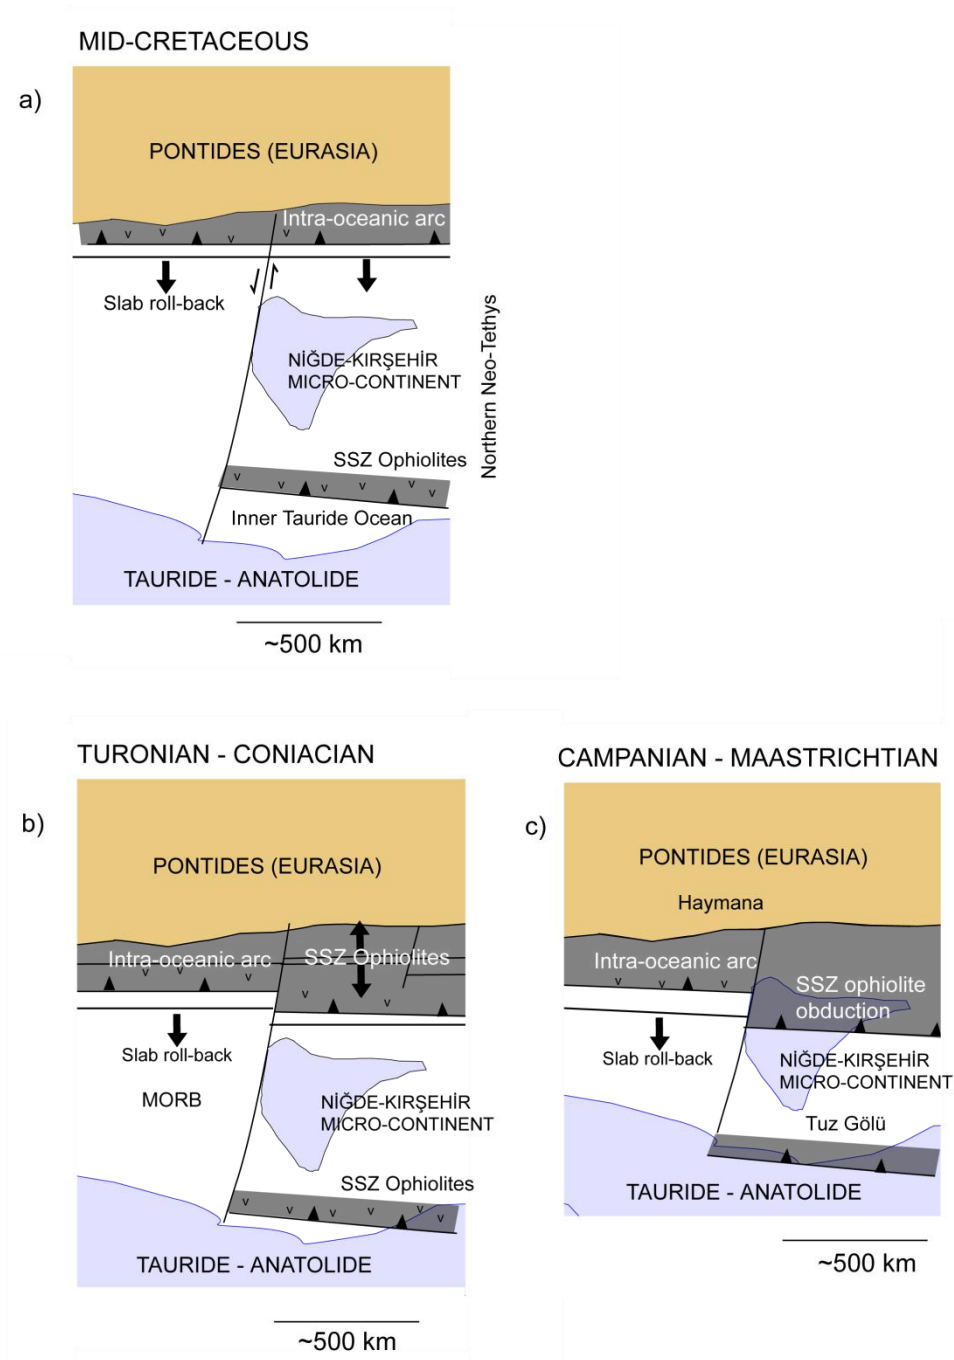 MID-CRETACEOUS
a)
PONTIDES (EURASIA)
Intra-oceanic arc
v v v v
Slab roll-back
NİĞDE-KIRŞEHİR
MICRO-CONTINENT
Northern Neo-Tethys
SSZ Ophiolites
v v v v v v
Inner Tauride Ocean
TAURIDE - ANATOLIDE
~500 km
TURONIAN - CONIACIAN
b)
PONTIDES (EURASIA)
Intra-oceanic arc
SSZ Ophiolites
v v v v v
Slab roll-back
MORB
NİĞDE-KIRŞEHİR
MICRO-CONTINENT
SSZ Ophiolites
v v v v v v
TAURIDE - ANATOLIDE
~500 km
CAMPANIAN - MAASTRICHTIAN
c)
PONTIDES (EURASIA)
Haymana
Intra-oceanic arc
v v v
SSZ ophiolite
obduction
Slab roll-back
NİĞDE-KIRŞEHİR
MICRO-CONTINENT
Tuz Gölü
TAURIDE - ANATOLIDE
~500 km